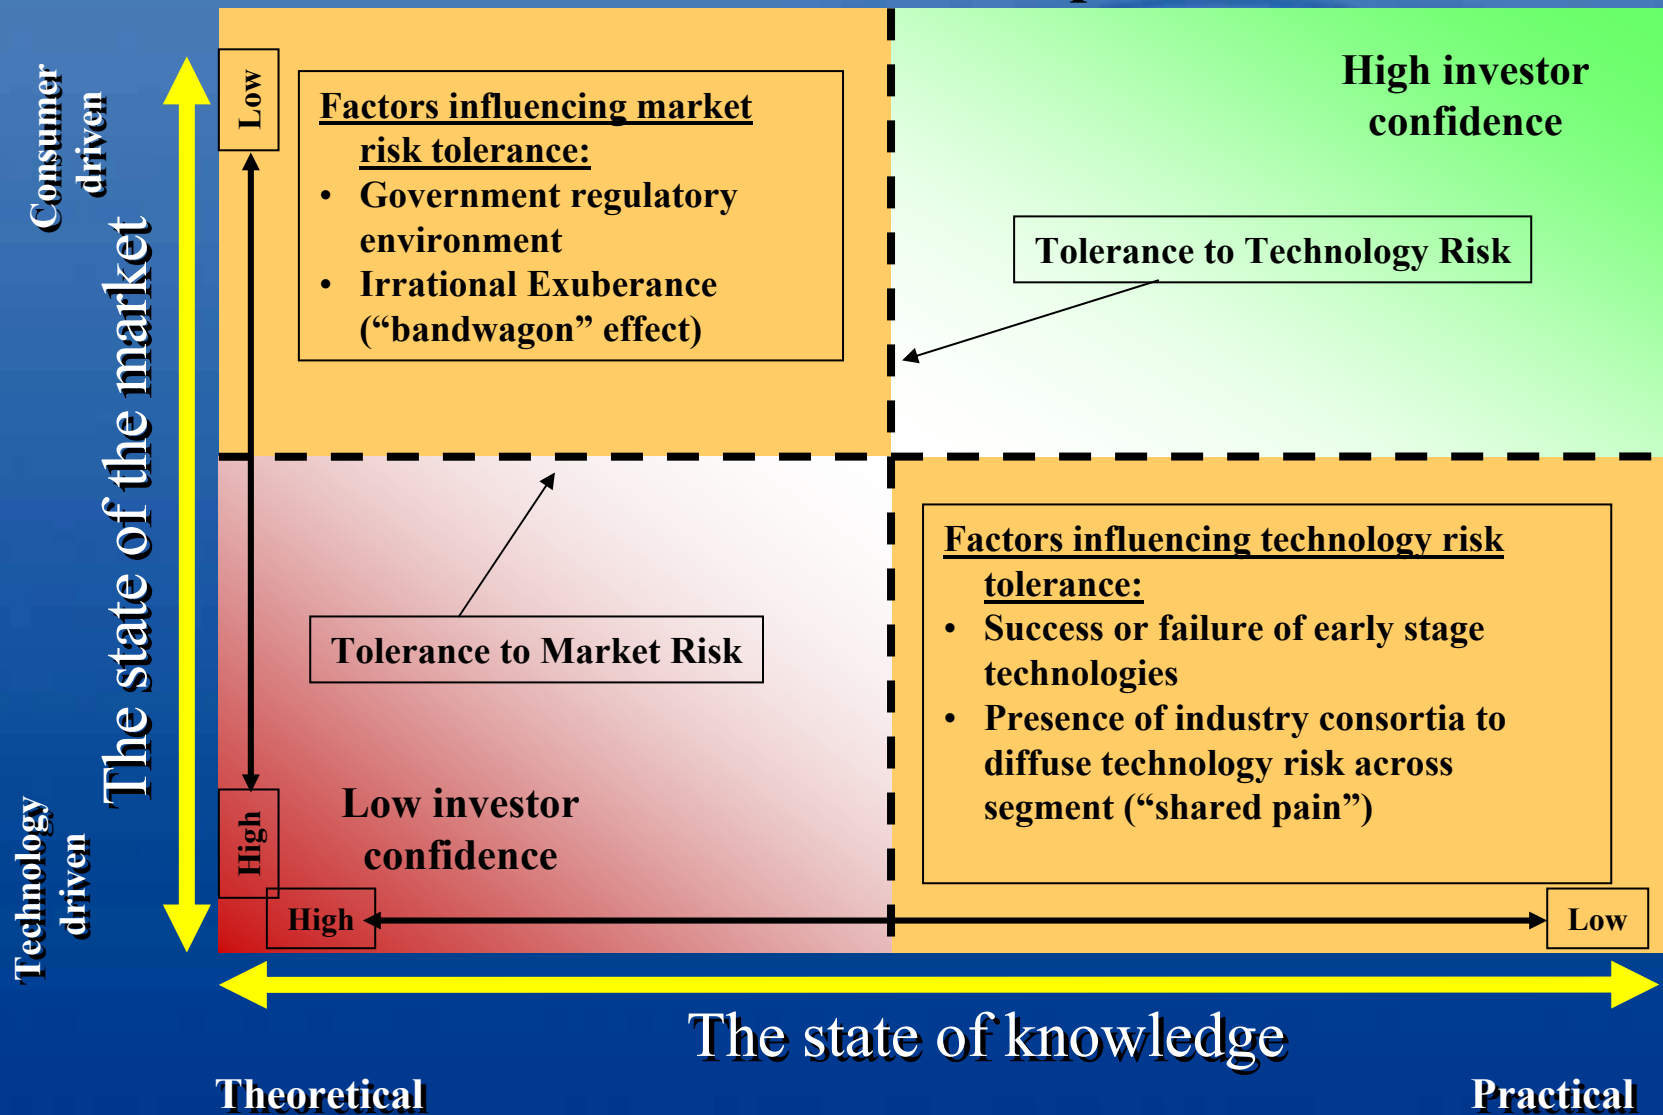 High investor
confidence
Low
Factors influencing market
risk tolerance:
• Government regulatory
environment
• Irrational Exuberance
(“bandwagon” effect)
Tolerance to Technology Risk
Consumer
driven
The state of the market
Technology
driven
Tolerance to Market Risk
Factors influencing technology risk
tolerance:
• Success or failure of early stage
technologies
• Presence of industry consortia to
diffuse technology risk across
segment (“shared pain”)
Low investor
confidence
High
High
Low
The state of knowledge
Theoretical
Practical